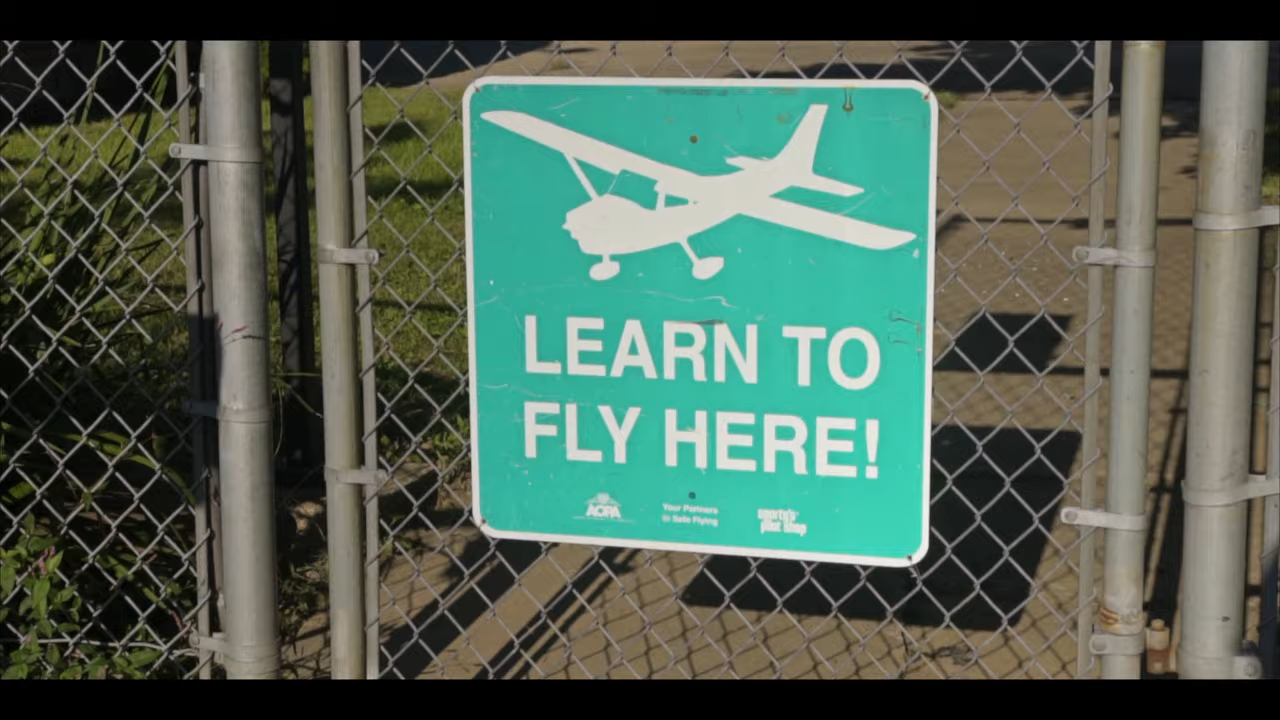 LEARN TO
FLY HERE!
AOPA
Your Partners
in Safe Flying
sporty's
pilot shop